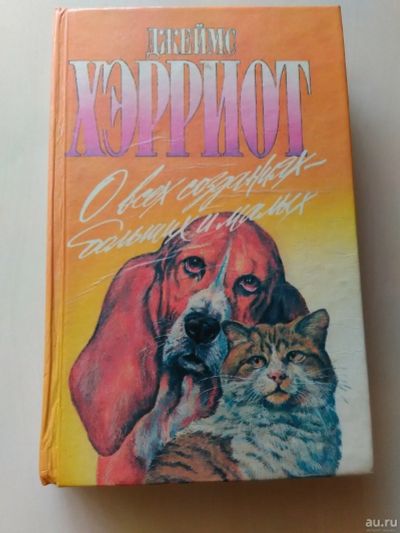 ДЖЕЙМС
ХЭРРИОТ
О всех созданиях –
больших и малых
au.ru